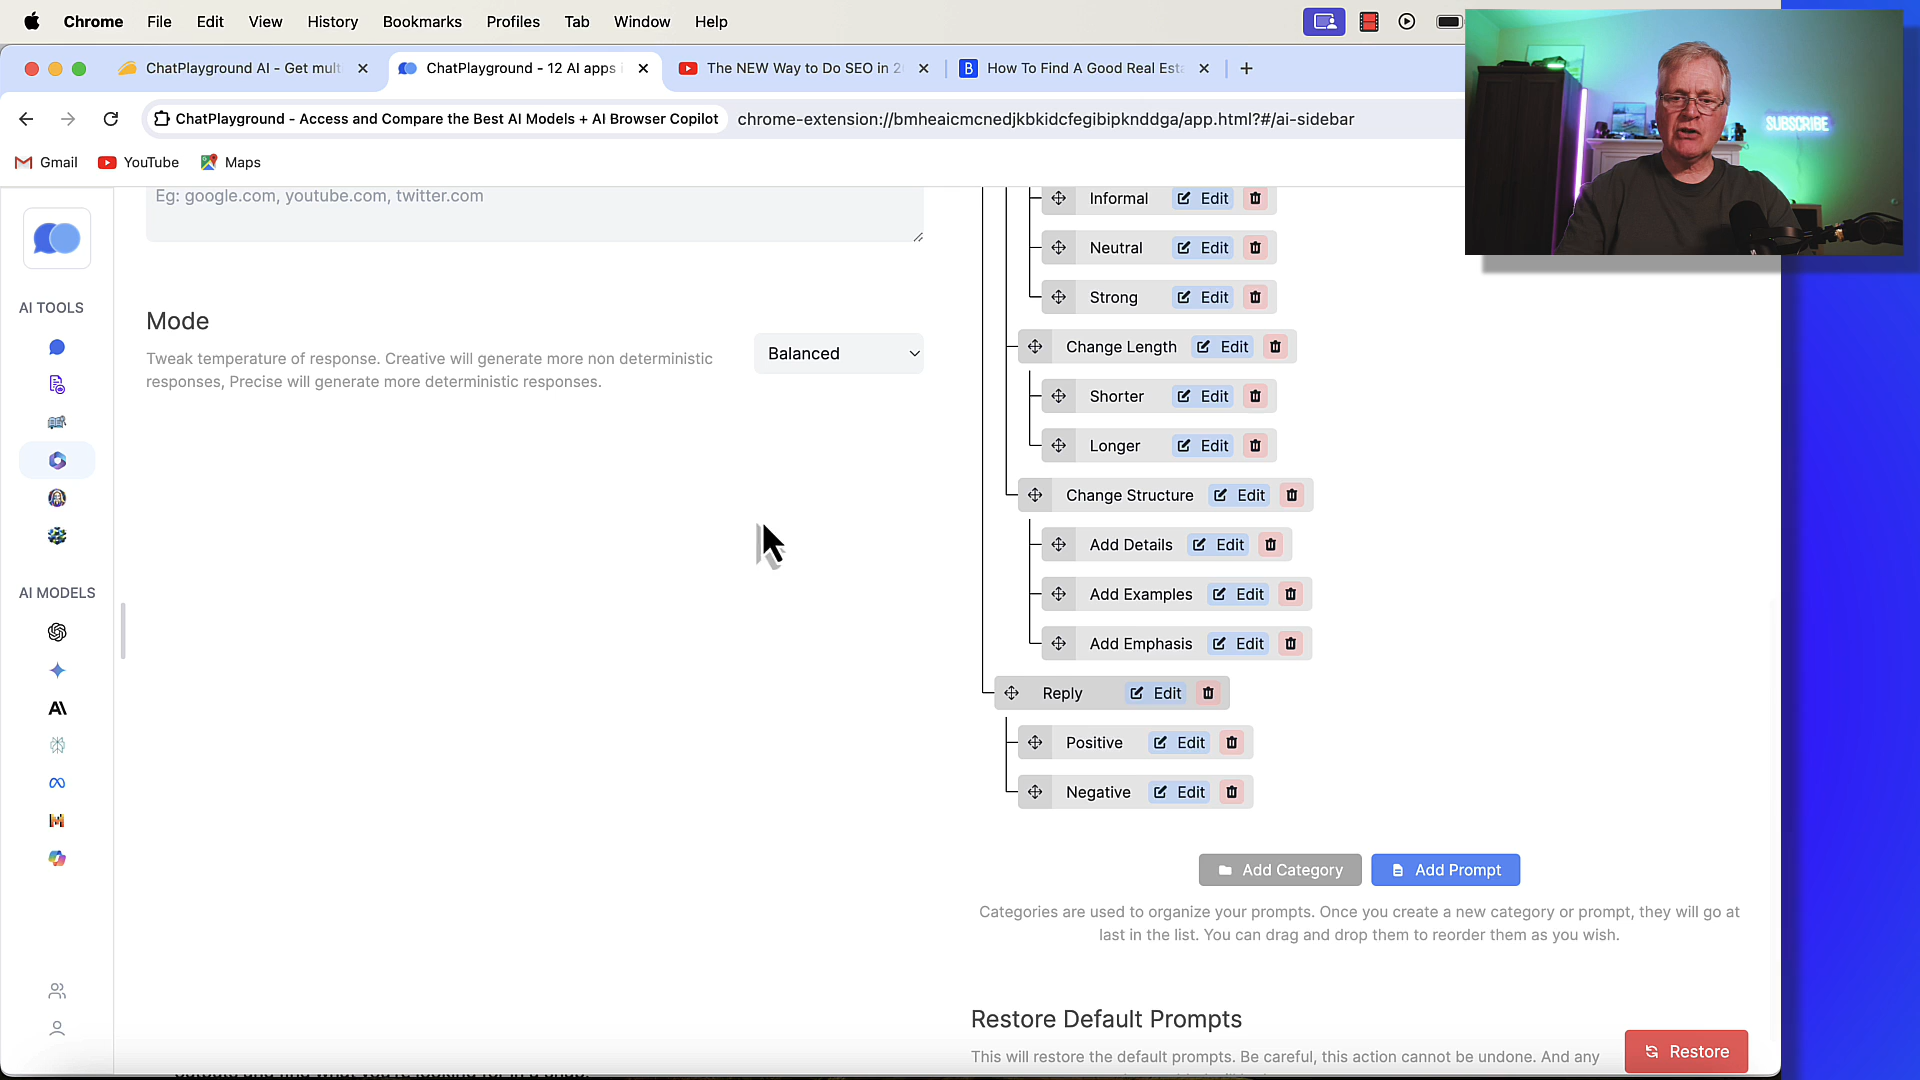 Chrome File Edit View History Bookmarks Profiles Tab Window Help
ChatPlayground AI - Get mult
ChatPlayground - 12 AI apps i
The NEW Way to Do SEO in 2
How To Find A Good Real Est
ChatPlayground - Access and Compare the Best AI Models + AI Browser Copilot
chrome-extension://bmheaicmcnedjkbkidcfegibipknddga/app.html?#/ai-sidebar
SUBSCRIBE
Gmail YouTube Maps
Eg: google.com, youtube.com, twitter.com
AI TOOLS
AI MODELS
Mode
Tweak temperature of response. Creative will generate more non deterministic
responses, Precise will generate more deterministic responses.
Balanced
Informal Edit
Neutral Edit
Strong Edit
Change Length Edit
Shorter Edit
Longer Edit
Change Structure Edit
Add Details Edit
Add Examples Edit
Add Emphasis Edit
Reply Edit
Positive Edit
Negative Edit
Add Category Add Prompt
Categories are used to organize your prompts. Once you create a new category or prompt, they will go at
last in the list. You can drag and drop them to reorder them as you wish.
Restore Default Prompts
This will restore the default prompts. Be careful, this action cannot be undone. And any
Restore